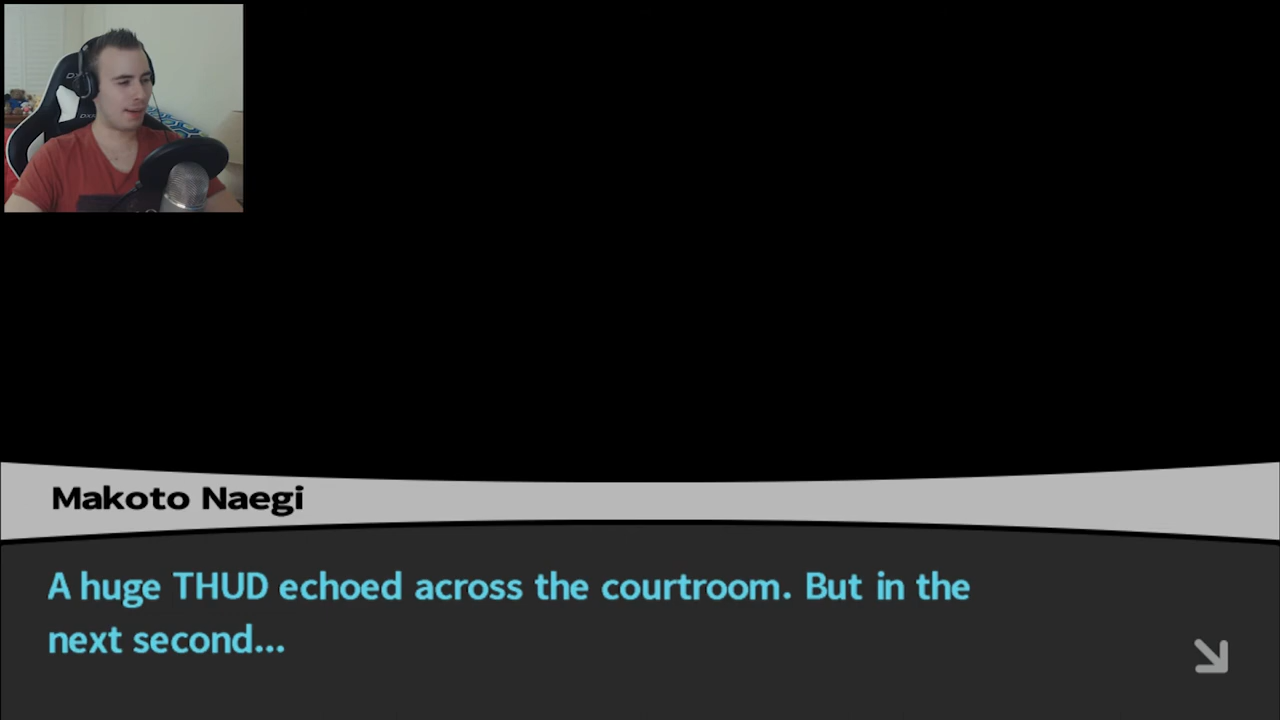 Makoto Naegi
A huge THUD echoed across the courtroom. But in the
next second...